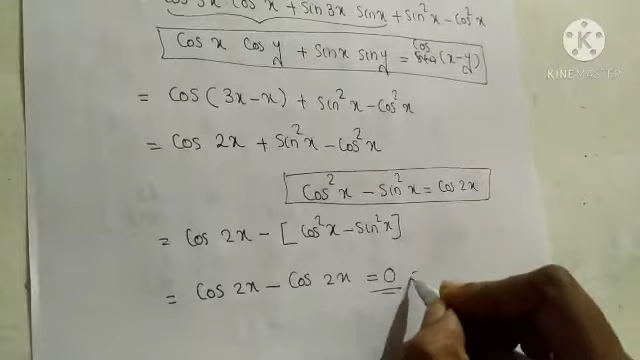 cos 3x cos x + sin 3x sin x + sin²x - cos²x
cos x cos y + sin x sin y = cos (x-y)
= cos (3x-x) + sin²x - cos²x
= cos 2x + sin²x - cos²x
cos²x - sin²x = cos 2x
= cos 2x - [cos²x - sin²x]
= cos 2x - cos 2x = 0
KINEMASTER